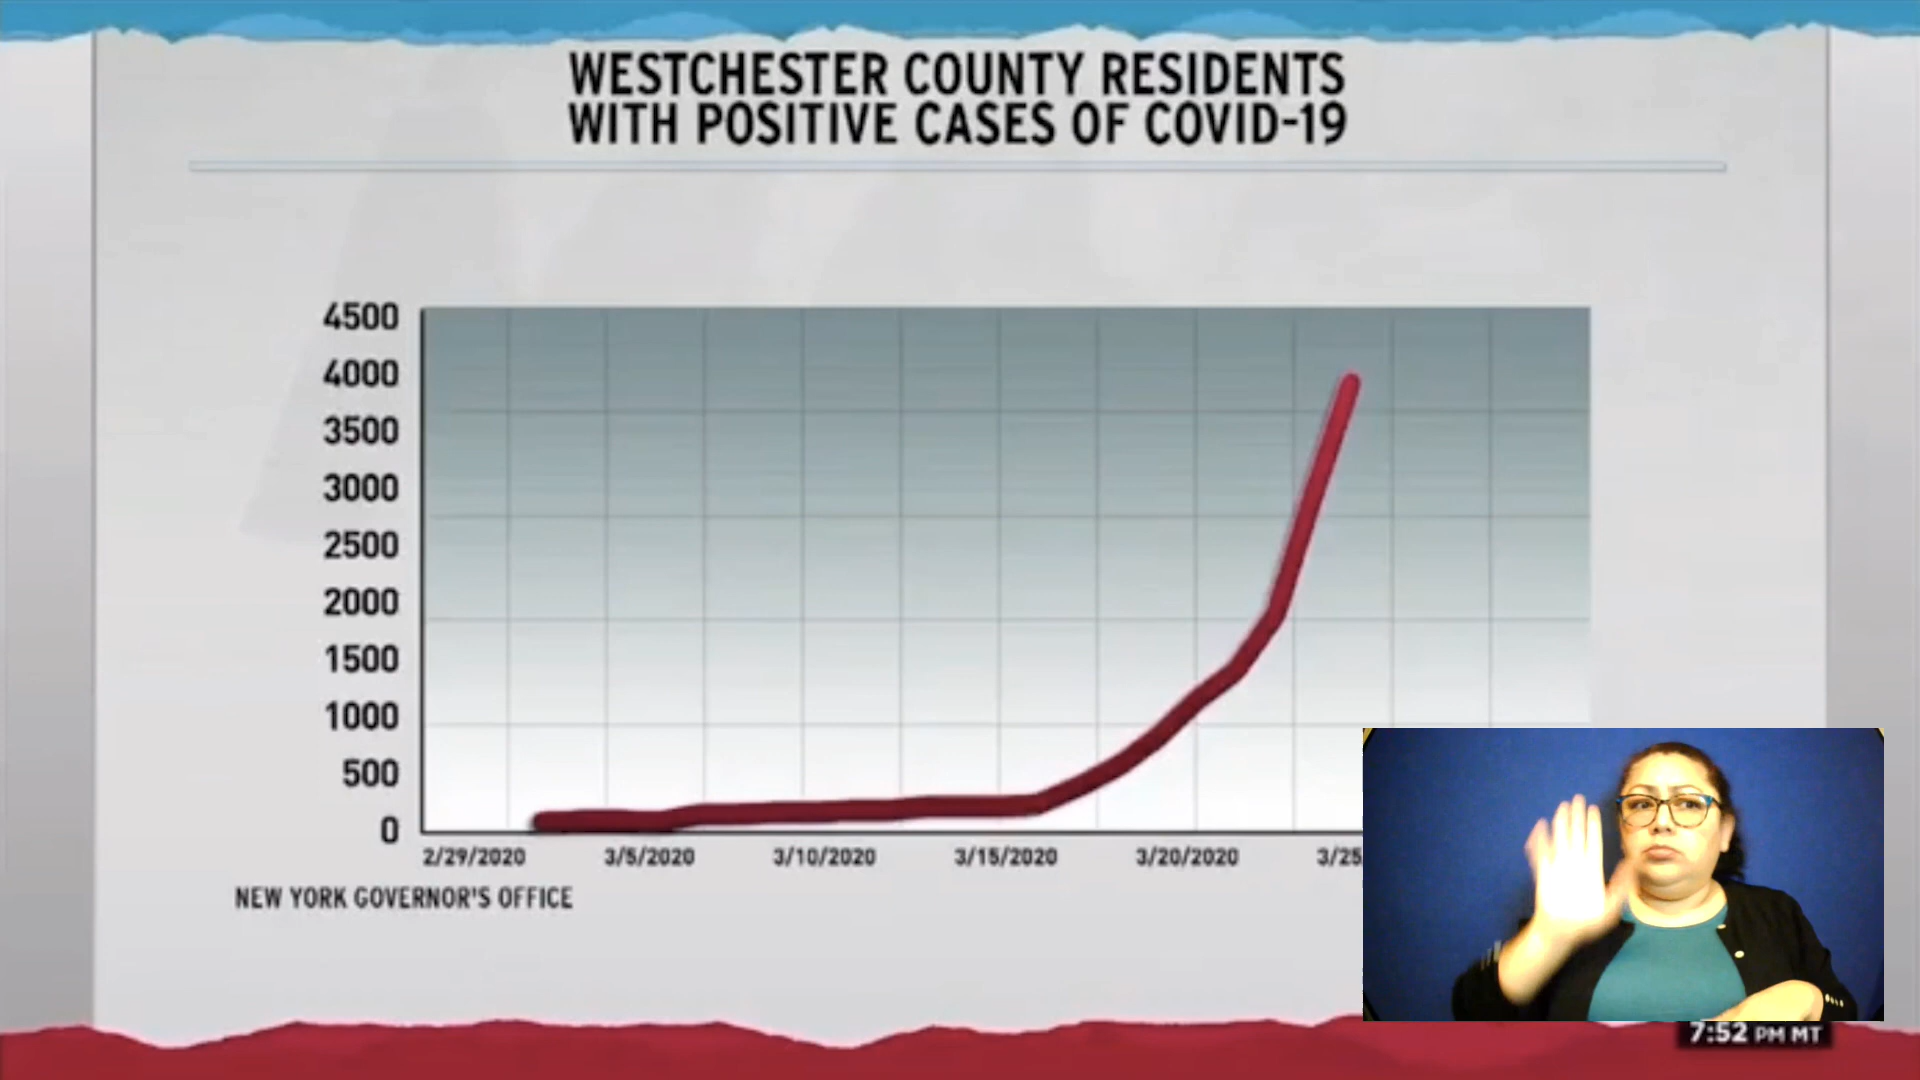 WESTCHESTER COUNTY RESIDENTS
WITH POSITIVE CASES OF COVID-19
4500
4000
3500
3000
2500
2000
1500
1000
500
0
2/29/2020 3/5/2020 3/10/2020 3/15/2020 3/20/2020 3/25
NEW YORK GOVERNOR'S OFFICE
7:52 PM MT